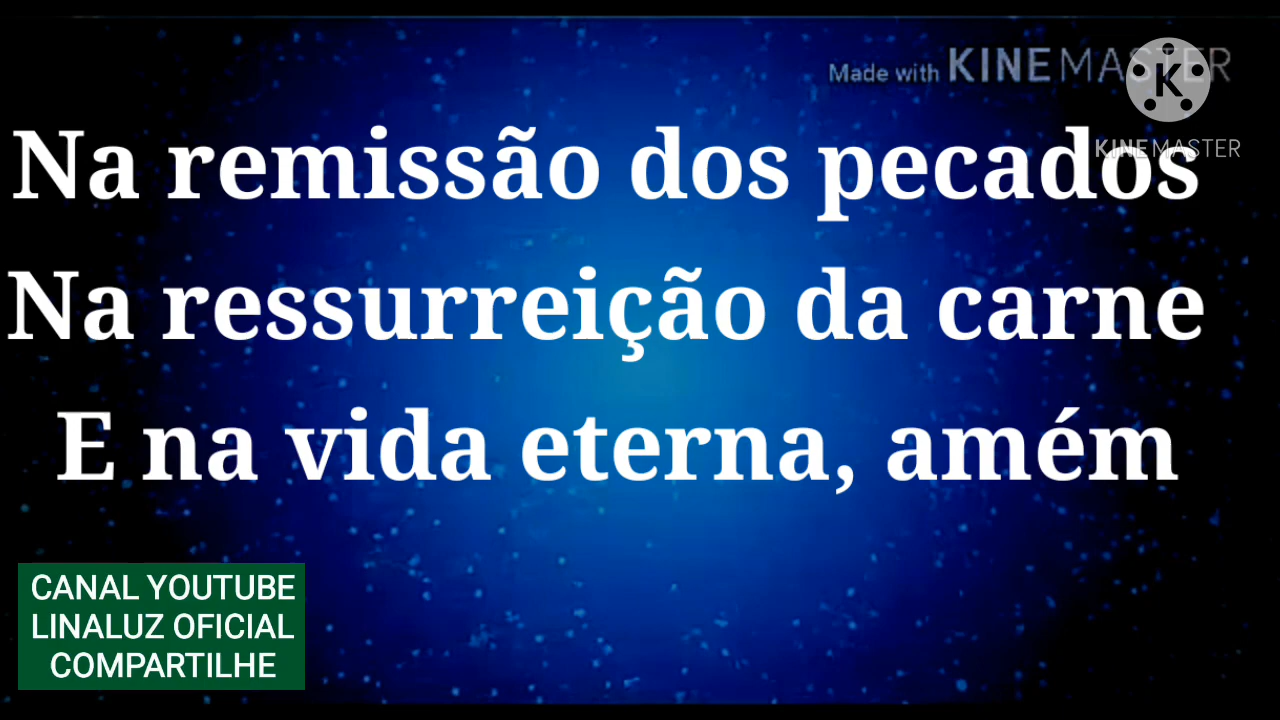 Made with KINEMASTER
K
KINEMASTER
Na remissão dos pecados
Na ressurreição da carne
E na vida eterna, amém
CANAL YOUTUBE
LINALUZ OFICIAL
COMPARTILHE